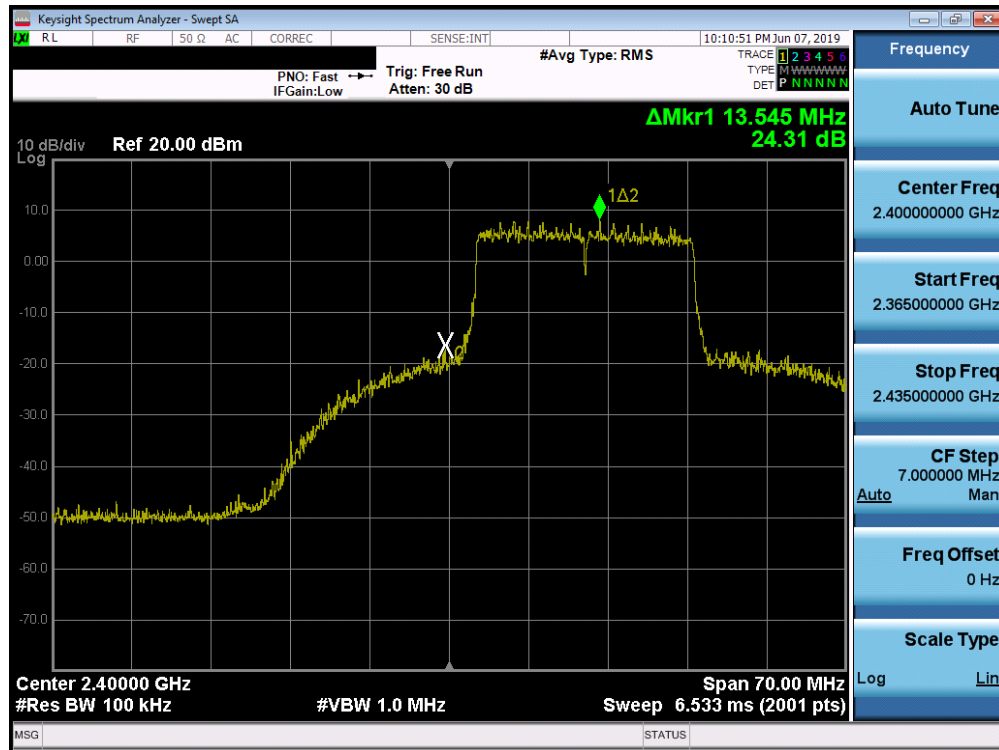 Keysight Spectrum Analyzer - Swept SA
LXI RL RF 50 Ω AC CORREC SENSE:INT 10:10:51 PM Jun 07, 2019
Frequency
#Avg Type: RMS
TRACE 1 2 3 4 5 6
TYPE M W W W W W
DET P N N N N N
PNO: Fast Trig: Free Run
IFGain:Low Atten: 30 dB
Auto Tune
ΔMkr1 13.545 MHz
24.31 dB
10 dB/div Ref 20.00 dBm
Log
1Δ2
10.0
0.00
-10.0
X2
-20.0
-30.0
-40.0
-50.0
-60.0
-70.0
Center Freq
2.400000000 GHz
Start Freq
2.365000000 GHz
Stop Freq
2.435000000 GHz
CF Step
7.000000 MHz
Auto Man
Freq Offset
0 Hz
Scale Type
Log Lin
Center 2.40000 GHz Span 70.00 MHz
#Res BW 100 kHz #VBW 1.0 MHz Sweep 6.533 ms (2001 pts)
MSG STATUS